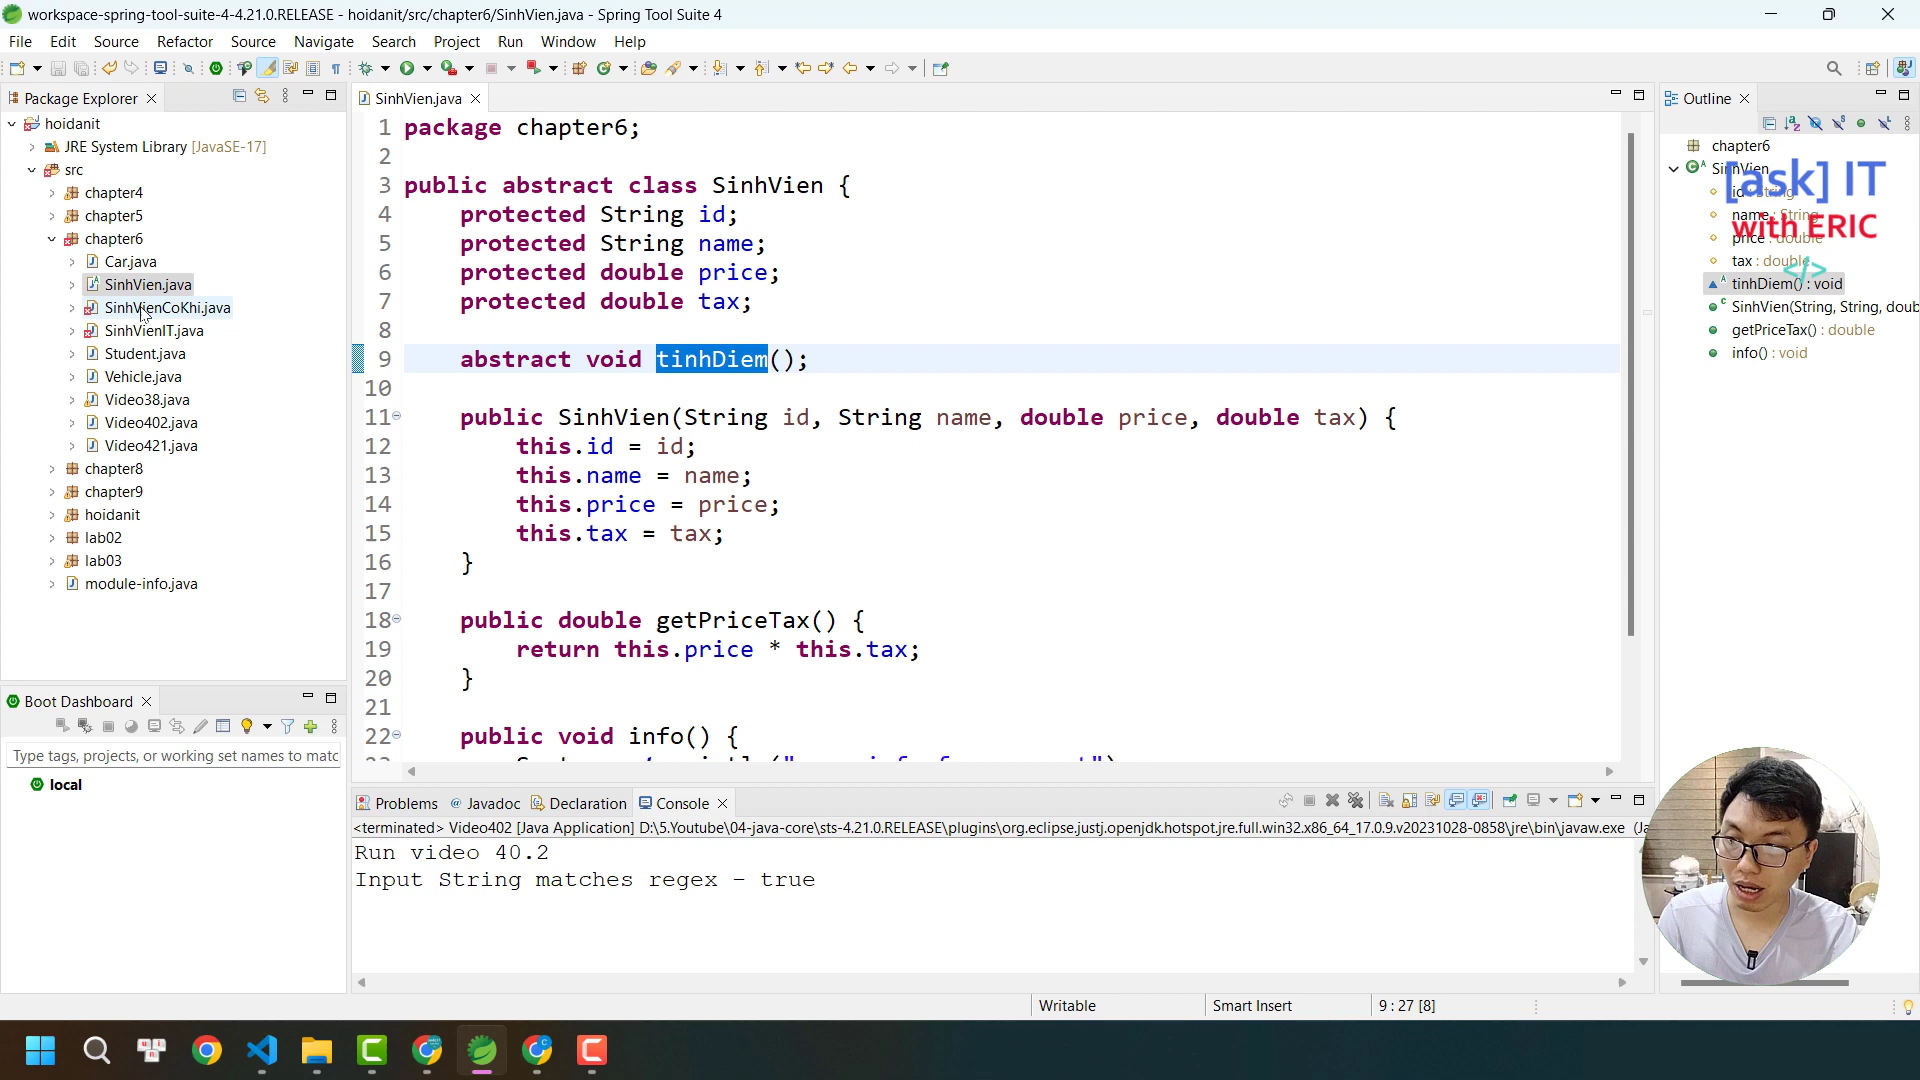 workspace-spring-tool-suite-4-4.21.0.RELEASE - hoidanit/src/chapter6/SinhVien.java - Spring Tool Suite 4
File Edit Source Refactor Source Navigate Search Project Run Window Help
Package Explorer
hoidanit
JRE System Library [JavaSE-17]
src
chapter4
chapter5
chapter6
Car.java
SinhVien.java
SinhVienCoKhi.java
SinhVienIT.java
Student.java
Vehicle.java
Video38.java
Video402.java
Video421.java
chapter8
chapter9
hoidanit
lab02
lab03
module-info.java
Boot Dashboard
Type tags, projects, or working set names to matc
local
SinhVien.java
1 package chapter6;
2
3 public abstract class SinhVien {
4 protected String id;
5 protected String name;
6 protected double price;
7 protected double tax;
8
9 abstract void tinhDiem();
10
11 public SinhVien(String id, String name, double price, double tax) {
12 this.id = id;
13 this.name = name;
14 this.price = price;
15 this.tax = tax;
16 }
17
18 public double getPriceTax() {
19 return this.price * this.tax;
20 }
21
22 public void info() {
Problems Javadoc Declaration Console
<terminated> Video402 [Java Application] D:\5.Youtube\04-java-core\sts-4.21.0.RELEASE\plugins\org.eclipse.justj.openjdk.hotspot.jre.full.win32.x86_64_17.0.9.v20231028-0858\jre\bin\javaw.exe (Ja
Run video 40.2
Input String matches regex - true
Outline
chapter6
SinhVien
[ask] IT
id : String
name : String
with ERIC
price : double
tax : double
</>
tinhDiem() : void
SinhVien(String, String, doub
getPriceTax() : double
info() : void
Writable
Smart Insert
9 : 27 [8]